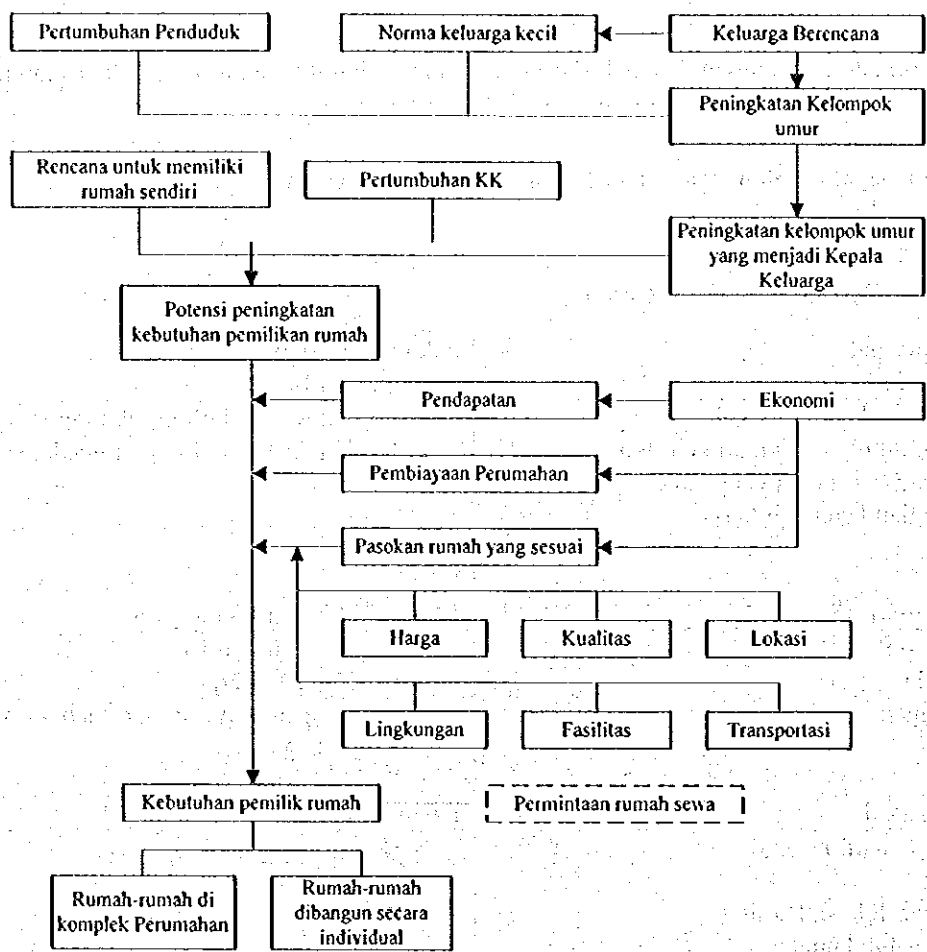 Pertumbuhan Penduduk
Norma keluarga kecil
Keluarga Berencana
Peningkatan Kelompok
umur
Rencana untuk memiliki
rumah sendiri
Pertumbuhan KK
Peningkatan kelompok umur
yang menjadi Kepala
Keluarga
Potensi peningkatan
kebutuhan pemilikan rumah
Pendapatan
Ekonomi
Pembiayaan Perumahan
Pasokan rumah yang sesuai
Harga
Kualitas
Lokasi
Lingkungan
Fasilitas
Transportasi
Kebutuhan pemilik rumah
Permintaan rumah sewa
Rumah-rumah di
komplek Perumahan
Rumah-rumah
dibangun secara
individual